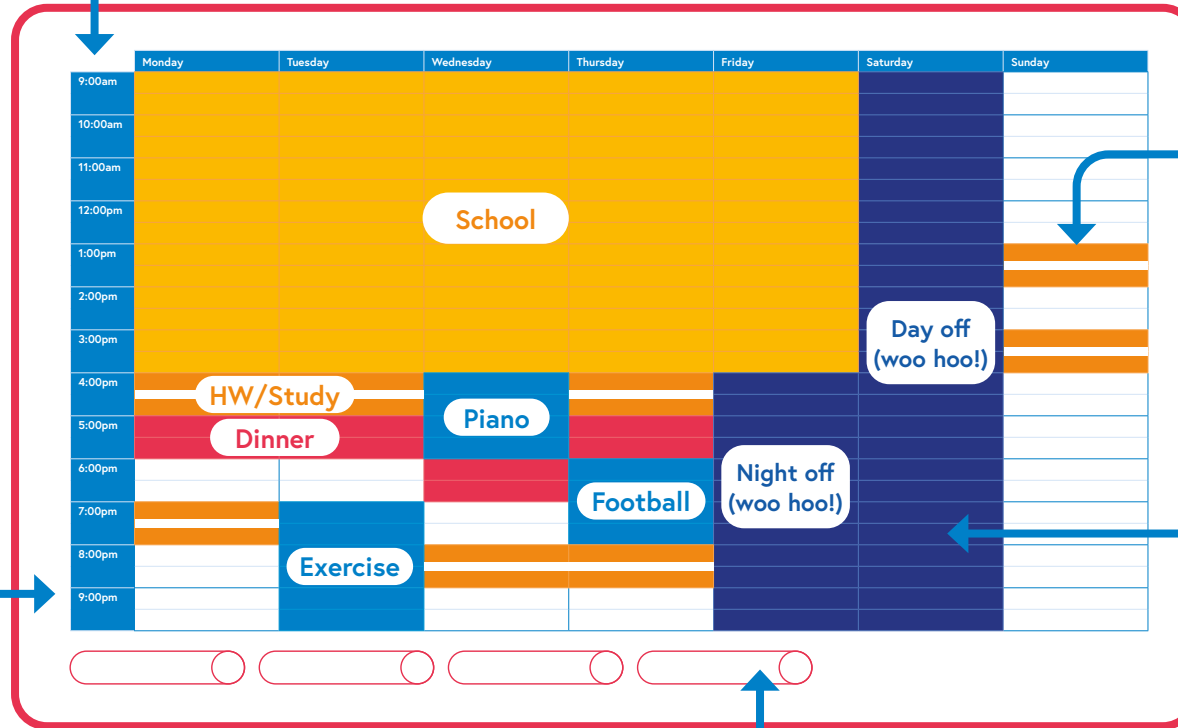 Monday Tuesday Wednesday Thursday Friday Saturday Sunday
9:00am
10:00am
11:00am
12:00pm
School
1:00pm
2:00pm
3:00pm
Day off
(woo hoo!)
4:00pm
HW/Study
Piano
5:00pm
Dinner
6:00pm
Night off
(woo hoo!)
Football
7:00pm
8:00pm
Exercise
9:00pm